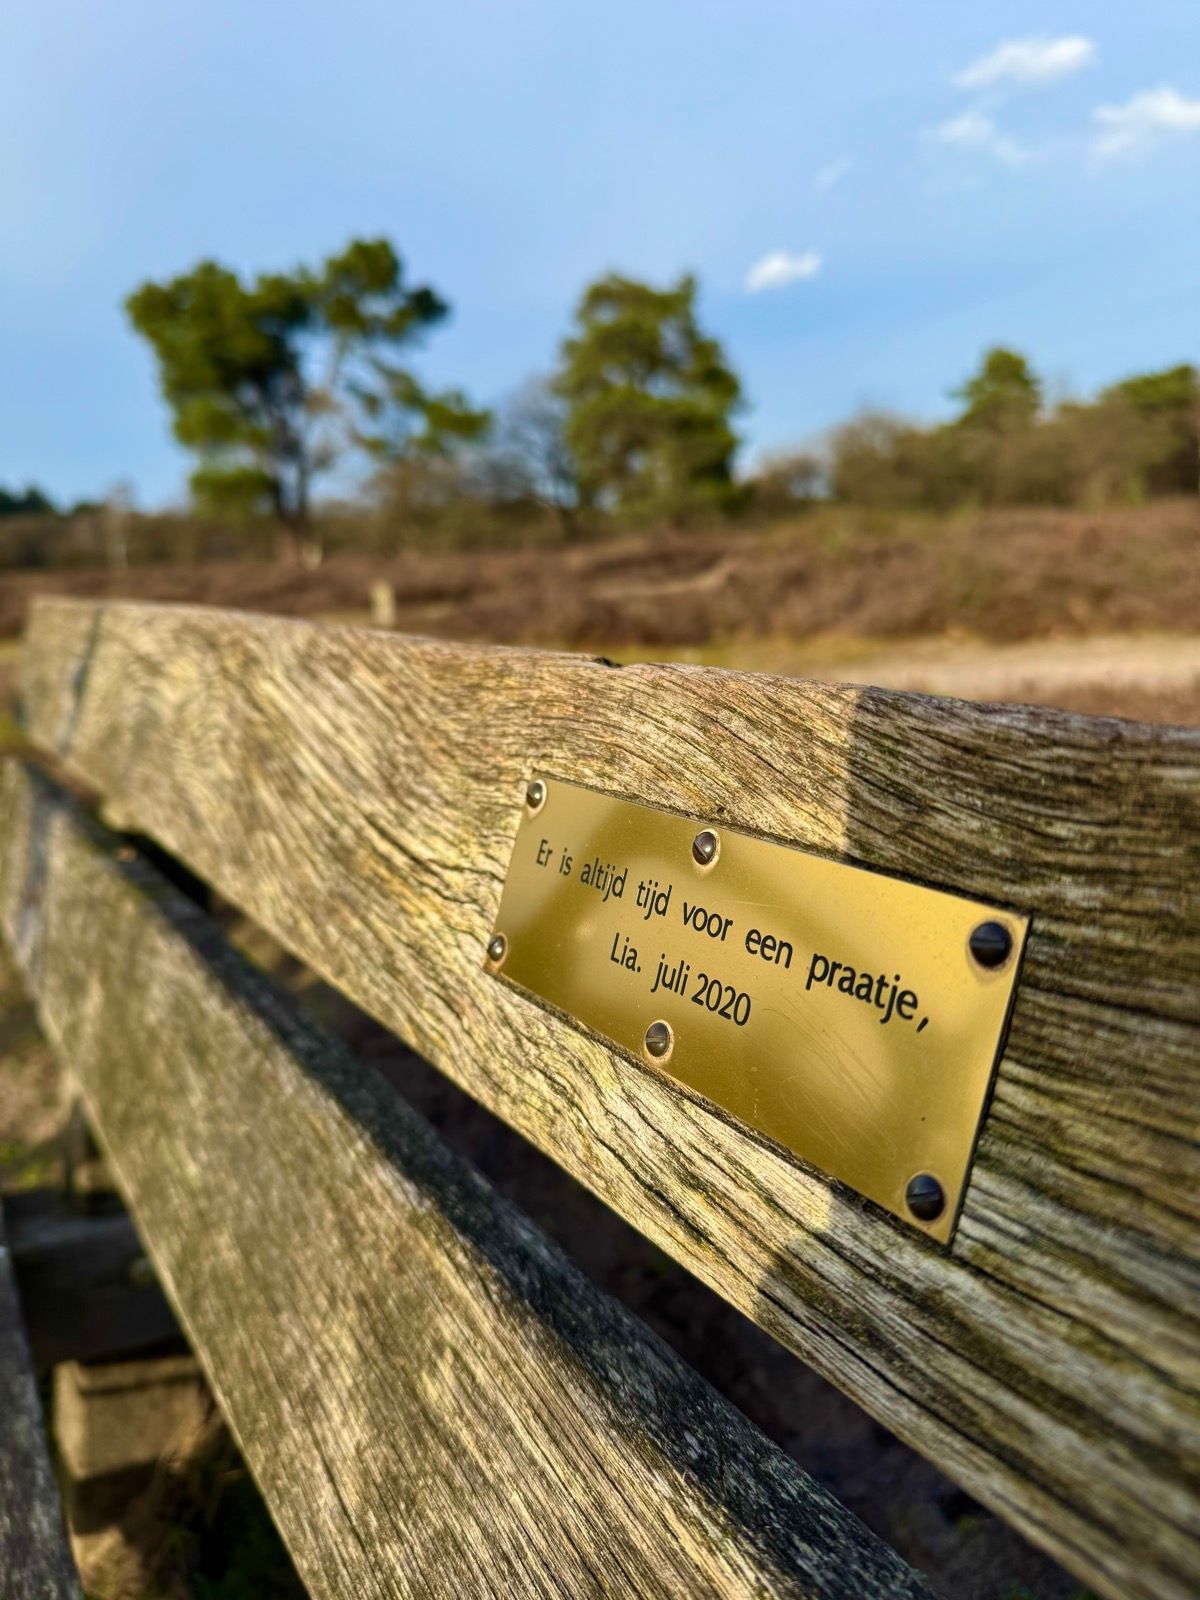 Er is altijd tijd voor een praatje,
Lia. juli 2020